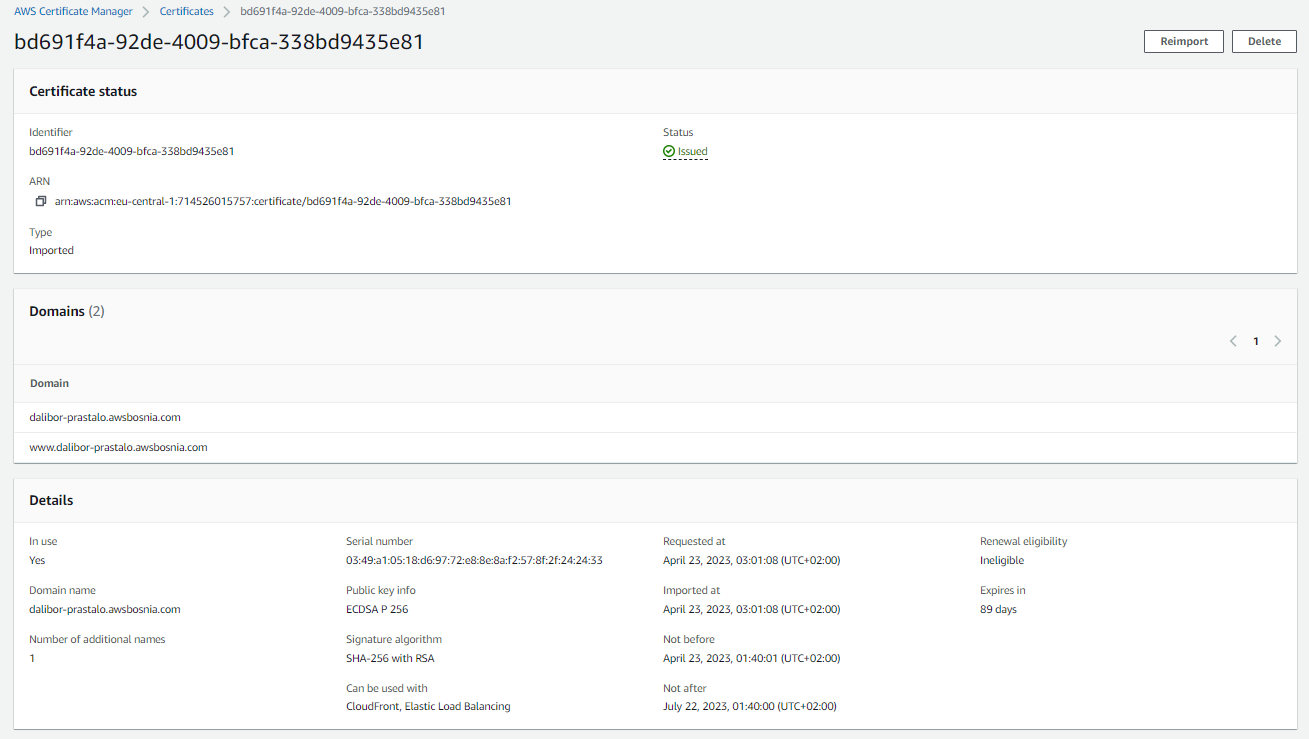 AWS Certificate Manager > Certificates > bd691f4a-92de-4009-bfca-338bd9435e81
bd691f4a-92de-4009-bfca-338bd9435e81
Reimport
Delete
Certificate status
Identifier
bd691f4a-92de-4009-bfca-338bd9435e81
Status
Issued
ARN
arn:aws:acm:eu-central-1:714526015757:certificate/bd691f4a-92de-4009-bfca-338bd9435e81
Type
Imported
Domains (2)
1
Domain
dalibor-prastalo.awsbosnia.com
www.dalibor-prastalo.awsbosnia.com
Details
In use
Yes
Domain name
dalibor-prastalo.awsbosnia.com
Number of additional names
1
Serial number
03:49:a1:05:18:d6:97:72:e8:8e:8a:f2:57:8f:2f:24:24:33
Public key info
ECDSA P 256
Signature algorithm
SHA-256 with RSA
Can be used with
CloudFront, Elastic Load Balancing
Requested at
April 23, 2023, 03:01:08 (UTC+02:00)
Imported at
April 23, 2023, 03:01:08 (UTC+02:00)
Not before
April 23, 2023, 01:40:01 (UTC+02:00)
Not after
July 22, 2023, 01:40:00 (UTC+02:00)
Renewal eligibility
Ineligible
Expires in
89 days